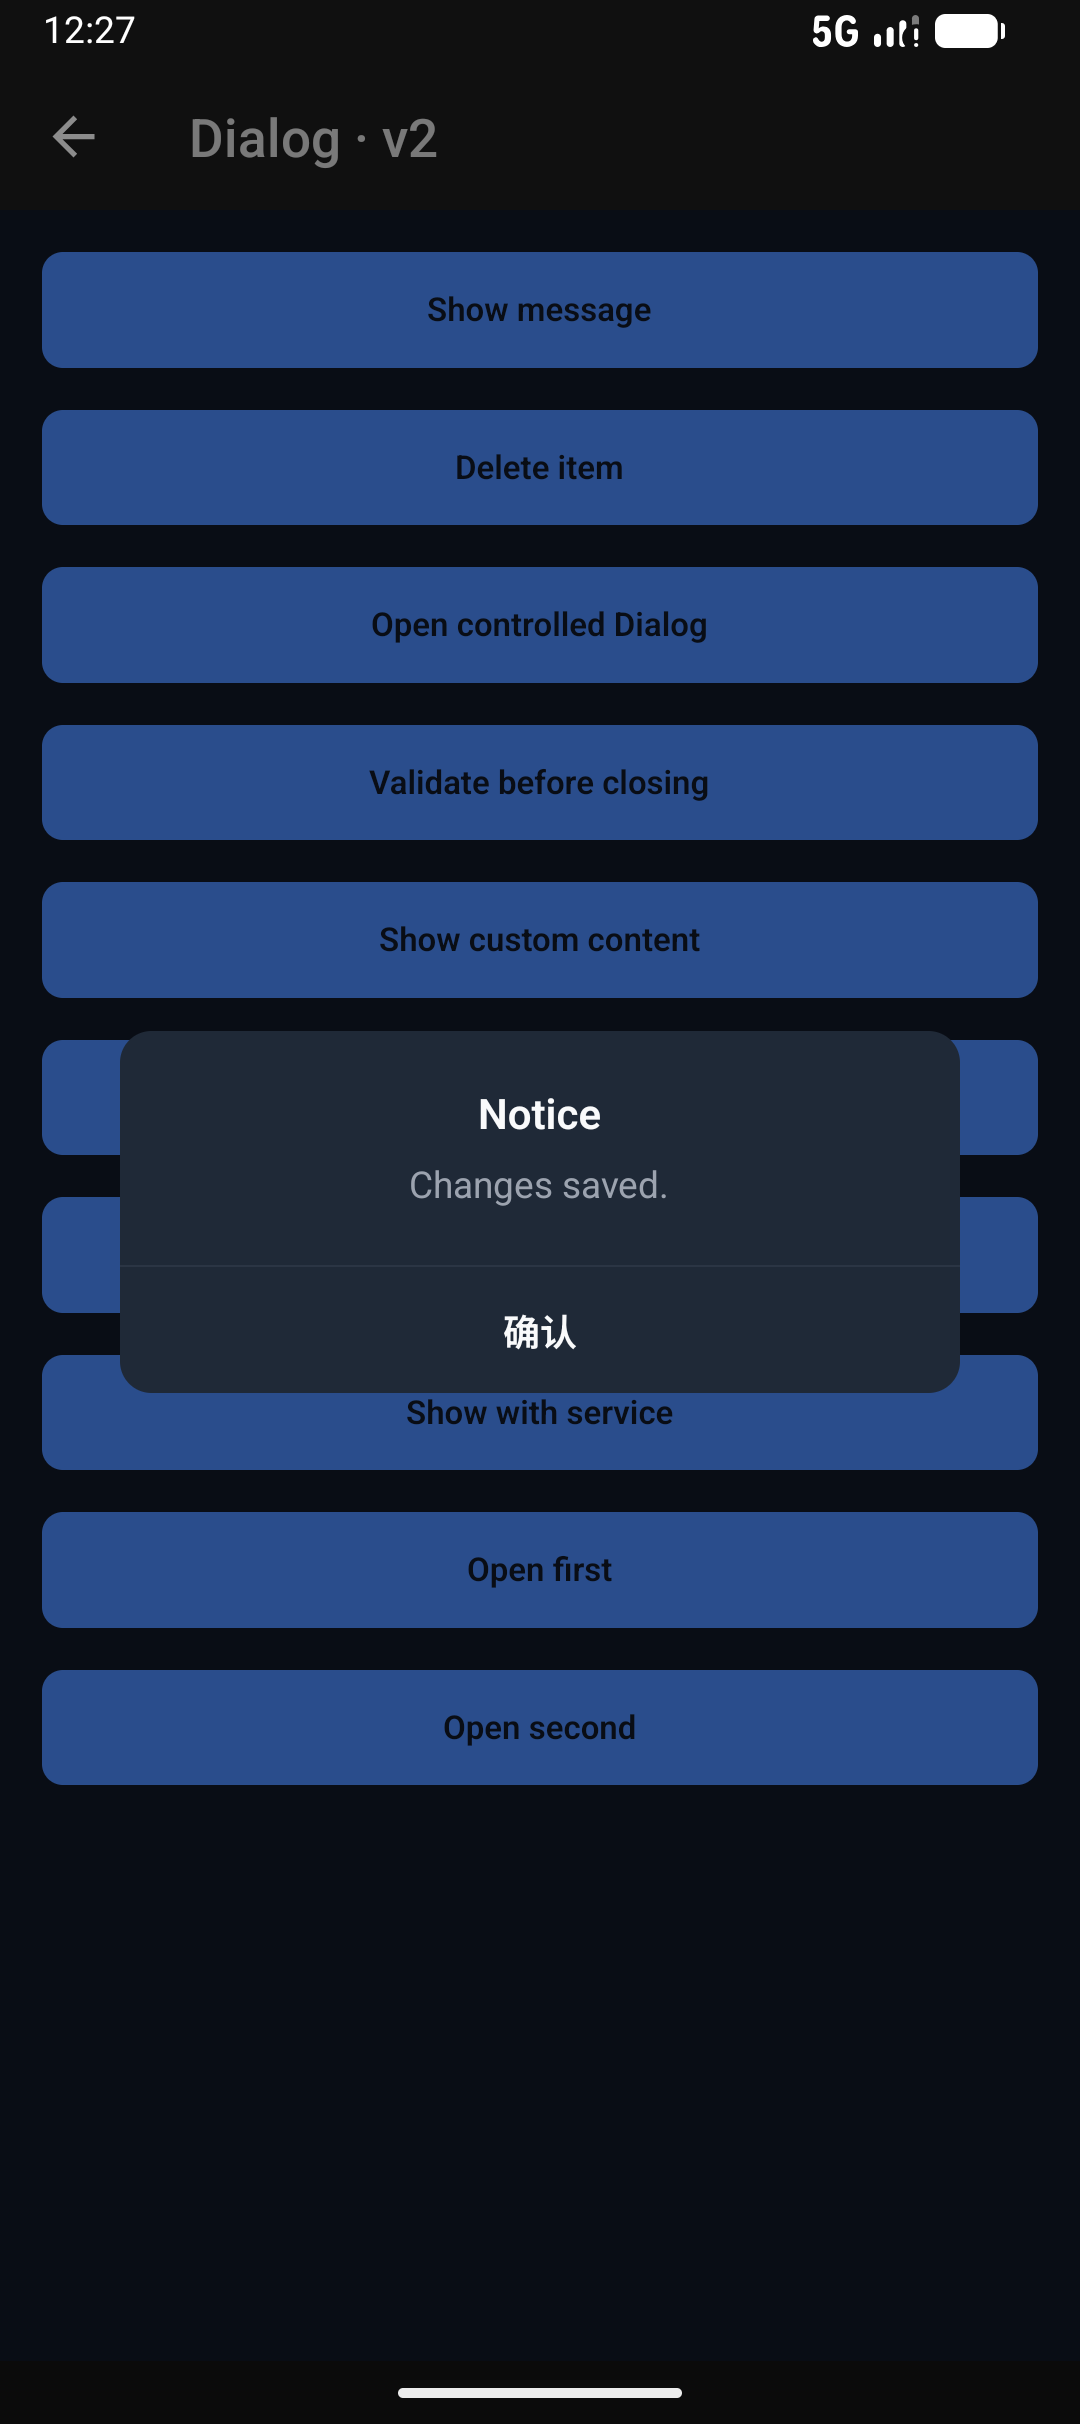 12:27
5G
Dialog · v2
Show message
Delete item
Open controlled Dialog
Validate before closing
Show custom content
Notice
Changes saved.
确认
Show with service
Open first
Open second